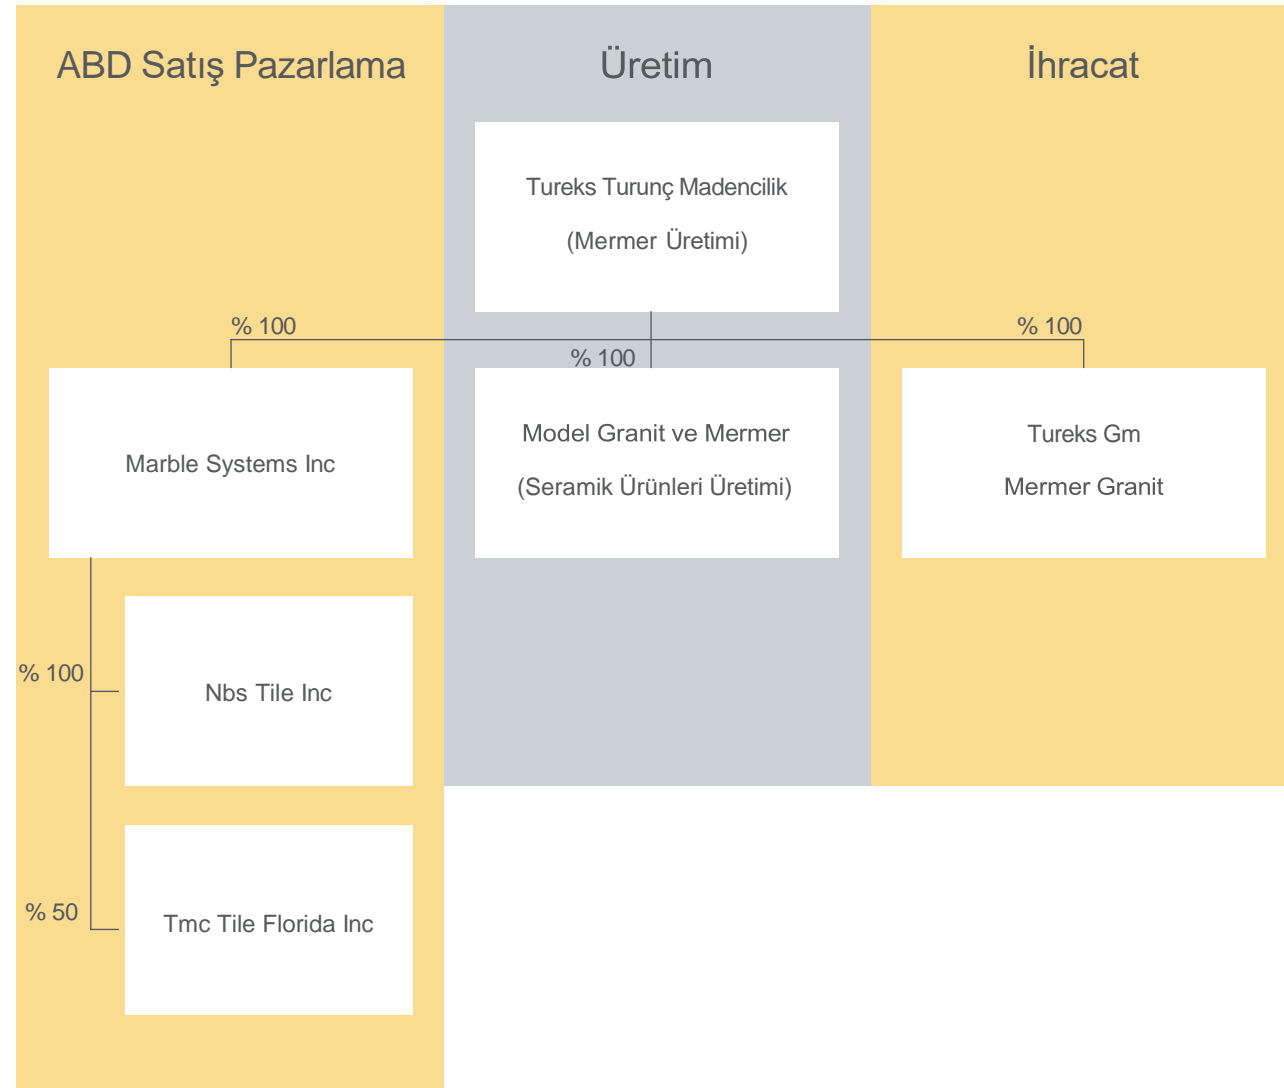 ABD Satış Pazarlama
Üretim
İhracat
Tureks Turunç Madencilik
(Mermer Üretimi)
% 100
% 100
% 100
Marble Systems Inc
Model Granit ve Mermer
(Seramik Ürünleri Üretimi)
Tureks Gm
Mermer Granit
% 100
Nbs Tile Inc
% 50
Tmc Tile Florida Inc